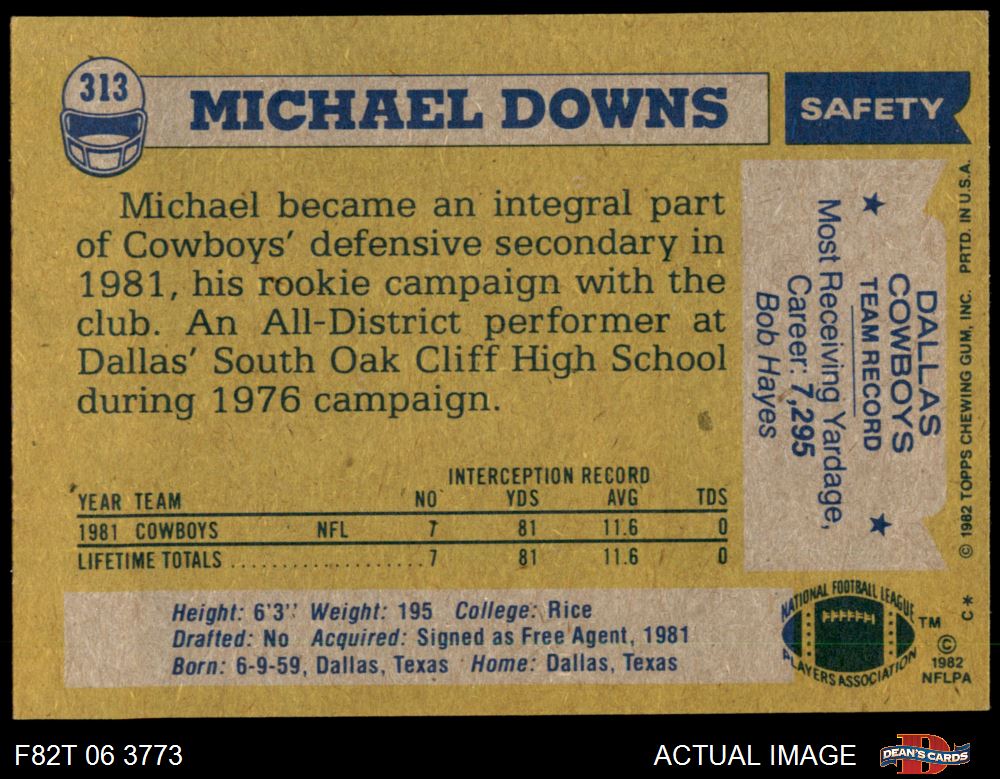 313
MICHAEL DOWNS
SAFETY
Michael became an integral part
of Cowboys' defensive secondary in
1981, his rookie campaign with the
club. An All-District performer at
Dallas' South Oak Cliff High School
during 1976 campaign.
INTERCEPTION RECORD
YEAR TEAM NO YDS AVG TDS
1981 COWBOYS NFL 7 81 11.6 0
LIFETIME TOTALS ................... 7 81 11.6 0
Height: 6'3" Weight: 195 College: Rice
Drafted: No Acquired: Signed as Free Agent, 1981
Born: 6-9-59, Dallas, Texas Home: Dallas, Texas
DALLAS
COWBOYS
TEAM RECORD
Most Receiving Yardage,
Career: 7,295
Bob Hayes
© 1982 TOPPS CHEWING GUM, INC. PRTD. IN U.S.A.
C*
NATIONAL FOOTBALL LEAGUE
PLAYERS ASSOCIATION
TM
©
1982
NFLPA
F82T 06 3773
ACTUAL IMAGE
D
DEAN'S CARDS